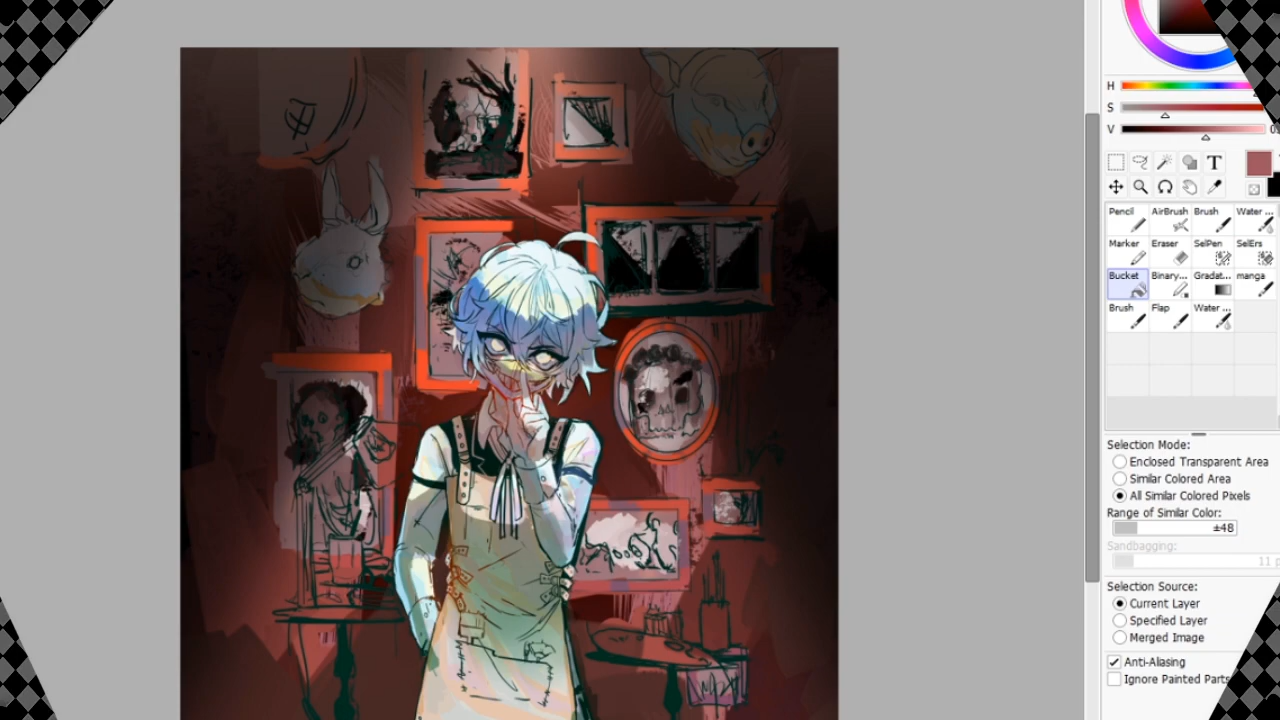 H
S
V 0
T
Pencil AirBrush Brush Water ...
Marker Eraser SelPen SelErs
Bucket Binary... Gradat... manga
Brush Flap Water ...
Selection Mode:
Enclosed Transparent Area
Similar Colored Area
All Similar Colored Pixels
Range of Similar Color:
±48
Sandbagging:
11 p
Selection Source:
Current Layer
Specified Layer
Merged Image
Anti-Aliasing
Ignore Painted Parts